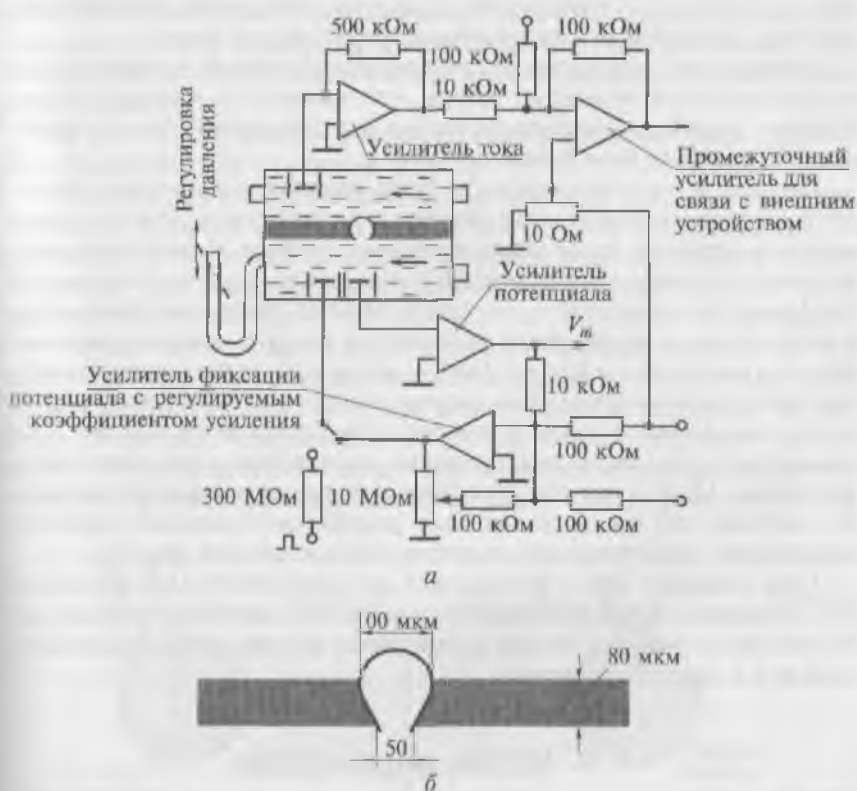 500 кОм
100 кОм
100 кОм
10 кОм
Регулировка
давления
Усилитель тока
Промежуточный
усилитель для
связи с внешним
устройством
10 Ом
Усилитель
потенциала
V_m
10 кОм
Усилитель фиксации
потенциала с регулируемым
коэффициентом усиления
100 кОм
300 МОм
10 МОм
100 кОм
100 кОм
а
00 мкм
80 мкм
50
б